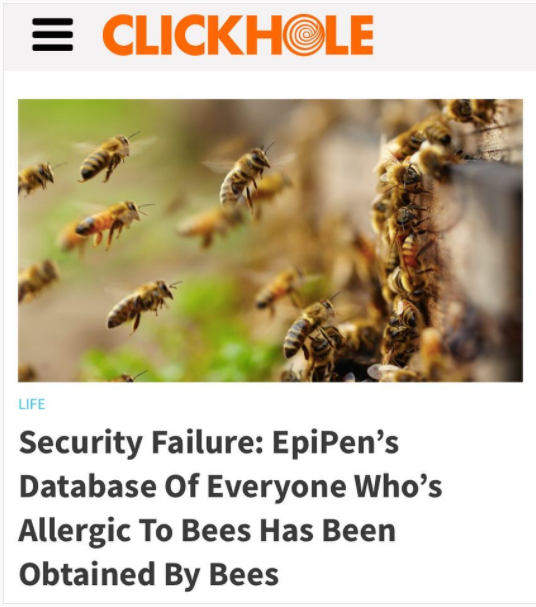 CLICKHOLE
LIFE
Security Failure: EpiPen’s
Database Of Everyone Who’s
Allergic To Bees Has Been
Obtained By Bees